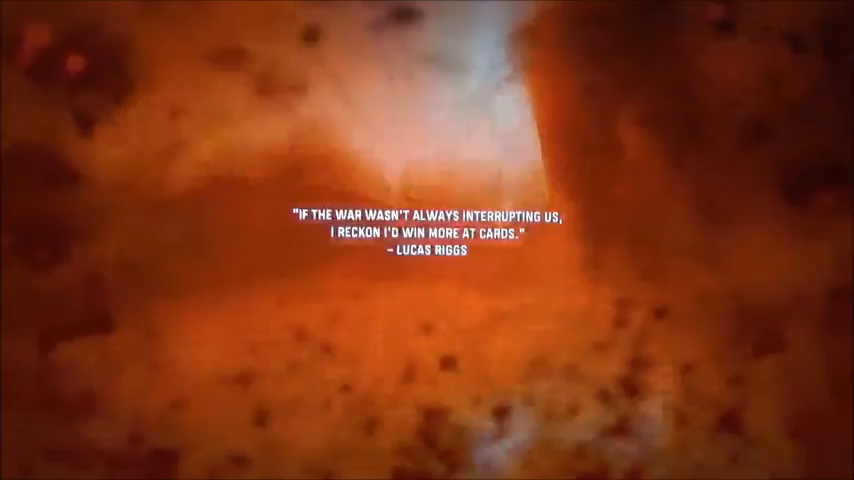 "IF THE WAR WASN'T ALWAYS INTERRUPTING US,
I RECKON I'D WIN MORE AT CARDS."
– LUCAS RIGGS